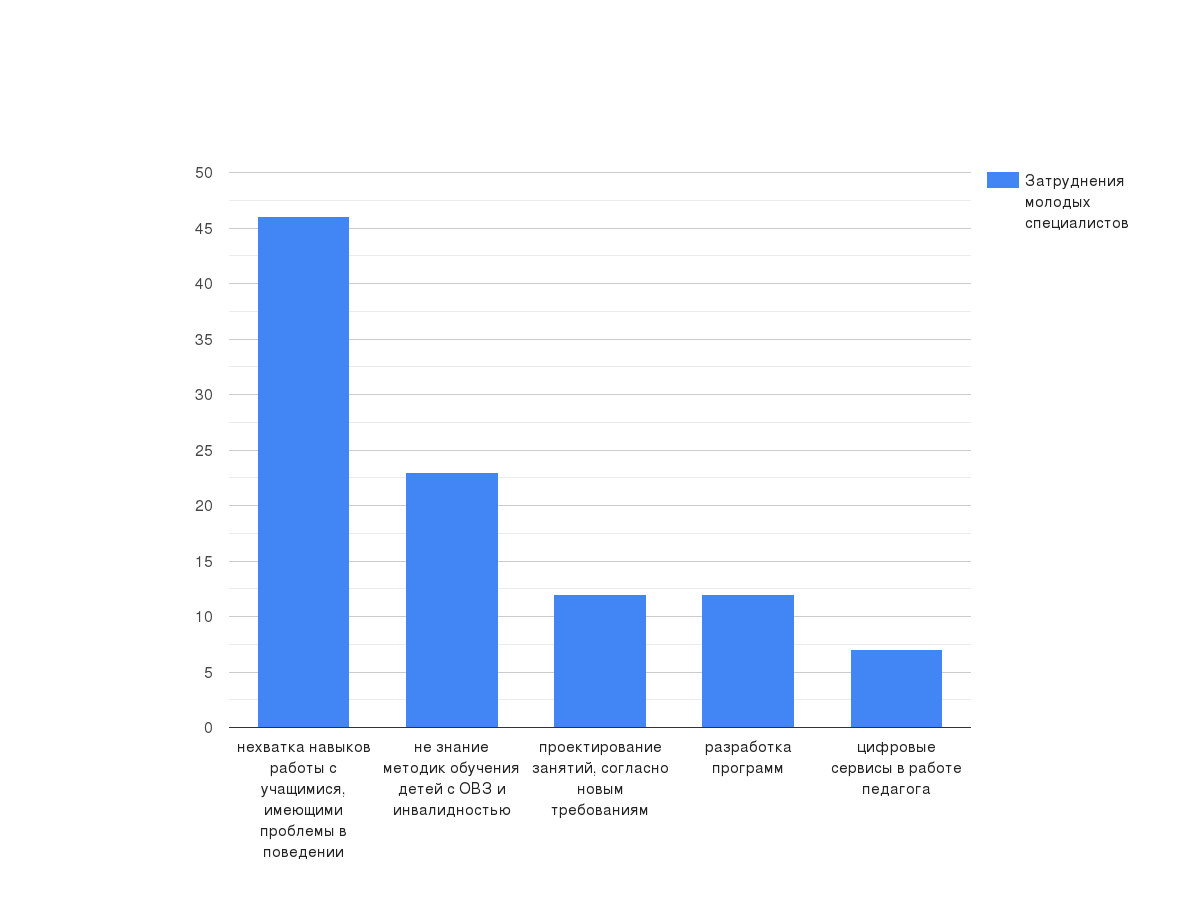 50
45
40
35
30
25
20
15
10
5
0
Затруднения
молодых
специалистов
нехватка навыков
работы с
учащимися,
имеющими
проблемы в
поведении
не знание
методик обучения
детей с ОВЗ и
инвалидностью
проектирование
занятий, согласно
новым
требованиям
разработка
программ
цифровые
сервисы в работе
педагога